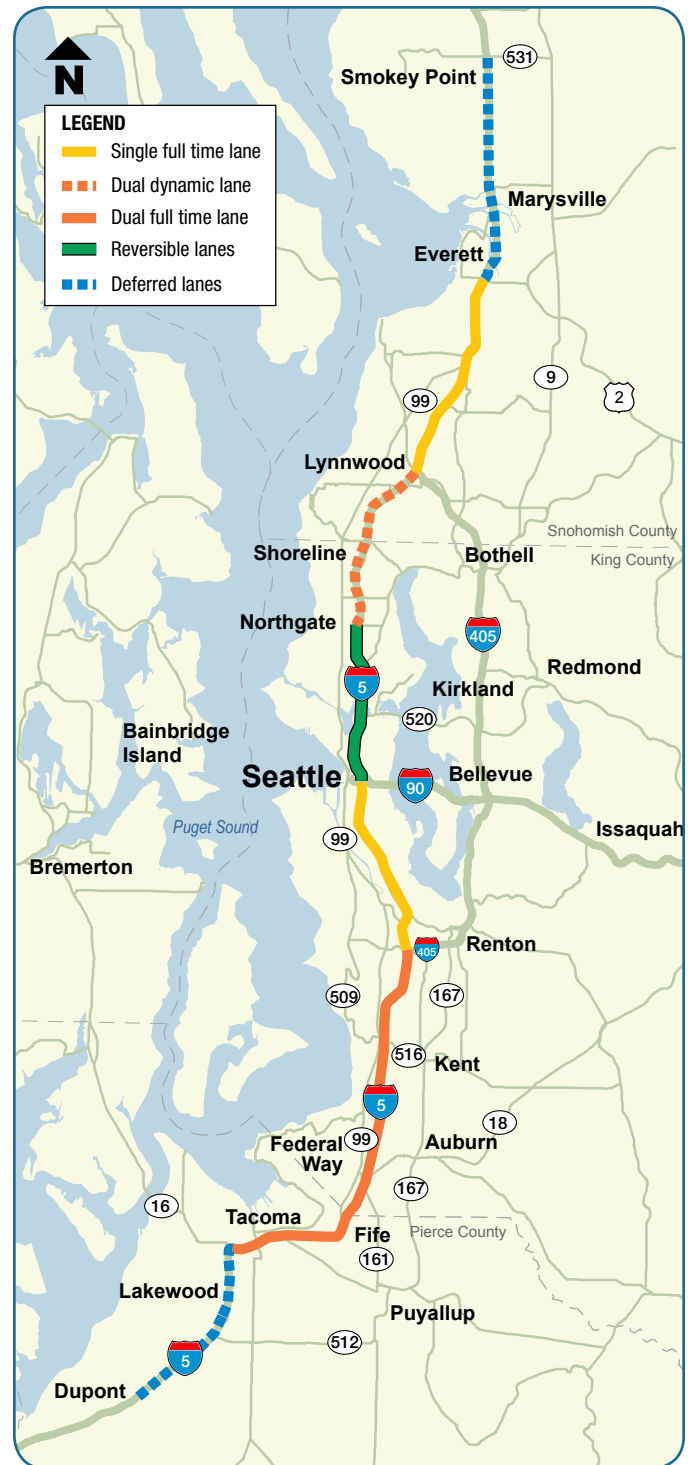 531
Smokey Point
N
LEGEND
Single full time lane
Dual dynamic lane
Dual full time lane
Reversible lanes
Deferred lanes
Marysville
Everett
9
2
99
Lynnwood
Snohomish County
Shoreline
Bothell
King County
Northgate
405
5
Redmond
Kirkland
520
Bainbridge
Island
Seattle
90
Bellevue
Puget Sound
99
Issaquah
Bremerton
405
Renton
509
167
516
Kent
5
18
Federal
Way
99
Auburn
167
16
Tacoma
Fife
Pierce County
161
Lakewood
Puyallup
512
5
Dupont